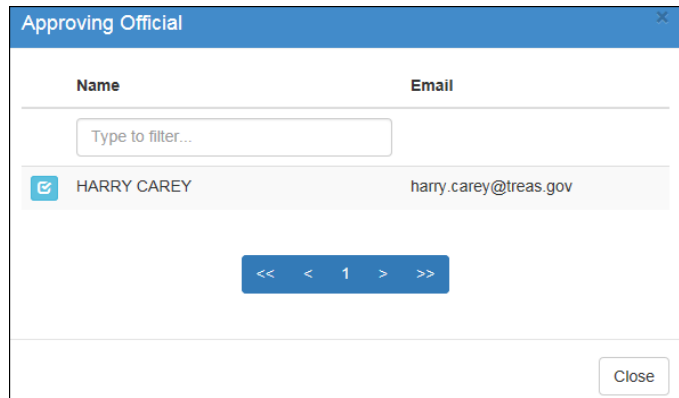 Approving Official ×
Name Email
Type to filter...
HARRY CAREY harry.carey@treas.gov
<< < 1 > >>
Close